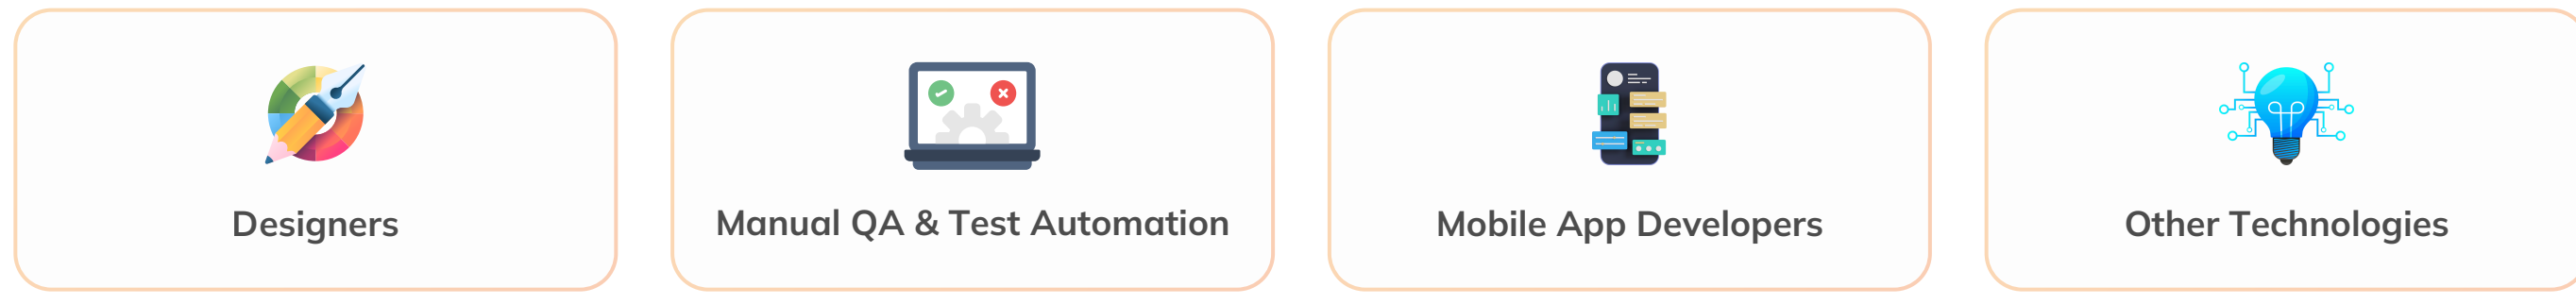 Designers
Manual QA & Test Automation
Mobile App Developers
Other Technologies